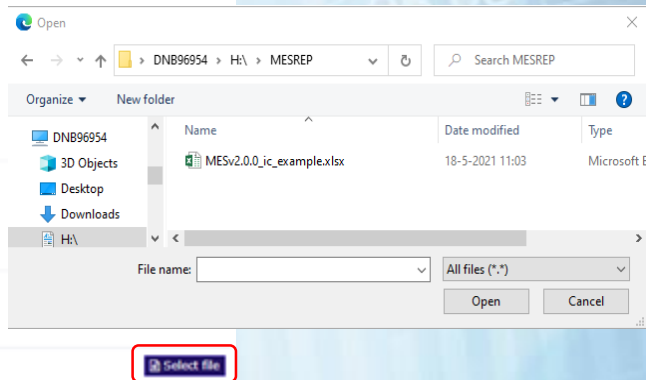 Open
DNB96954 > H:\ > MESREP
Search MESREP
Organize
New folder
DNB96954
3D Objects
Desktop
Downloads
H:\
Name
Date modified
Type
MESv2.0.0_ic_example.xlsx
18-5-2021 11:03
Microsoft E
File name:
All files (*.*)
Open
Cancel
Select file